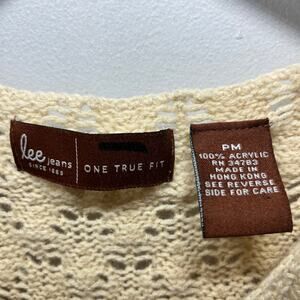 lee jeans
SINCE 1889
ONE TRUE FIT
PM
100% ACRYLIC
RN 34783
MADE IN
HONG KONG
SEE REVERSE
SIDE FOR CARE